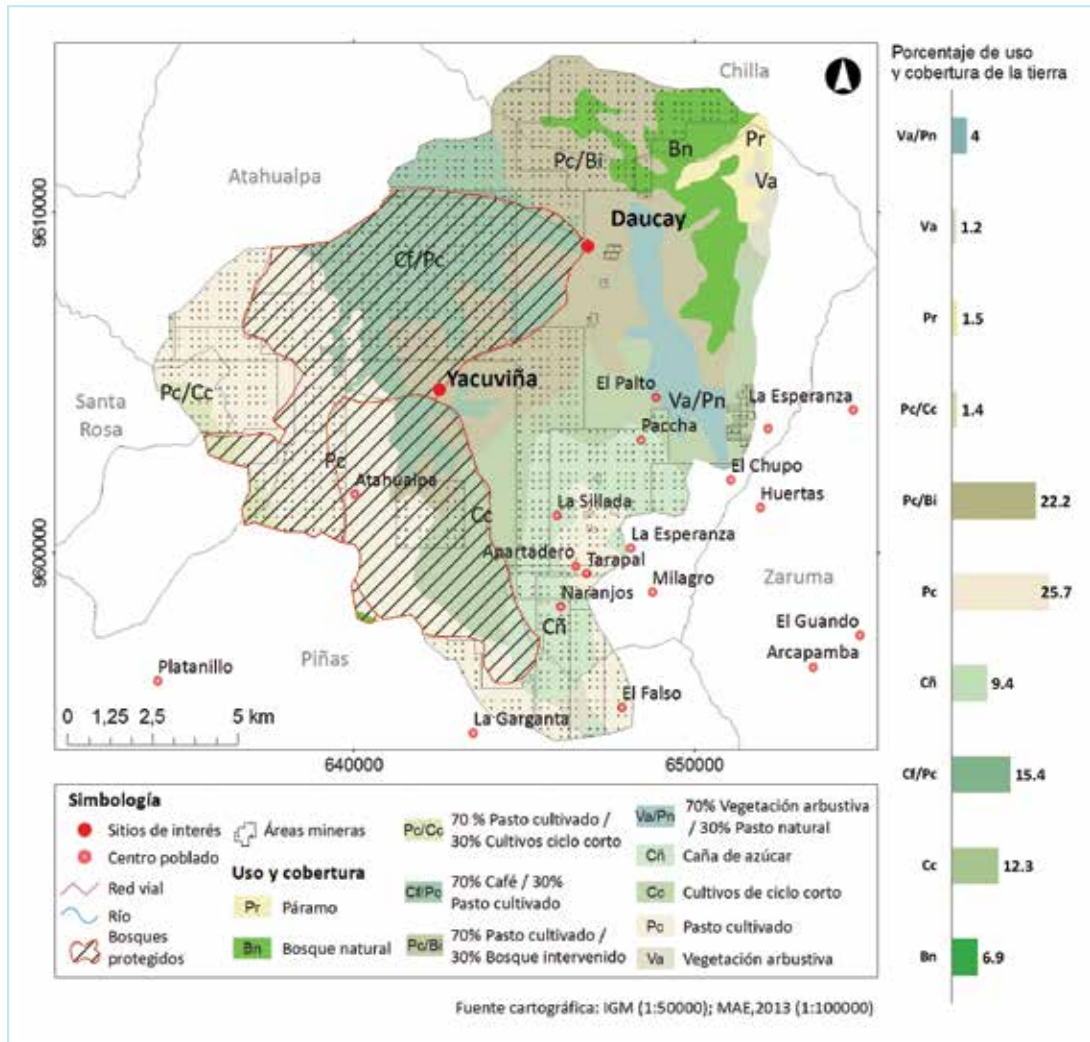 Porcentaje de uso
y cobertura de la tierra
Chilla
Atahualpa
Pr
Bn
Pc/Bi
Va
9610000
Daucay
Cf/Pc
Yacuviña
El Palto
Va/Pn
La Esperanza
Pc/Cc
Santa
Rosa
Paccha
Pc
El Chupo
Atahualpa
La Sillada
Huertas
Cc
9600000
La Esperanza
Apartadero
Tarapal
Milagro
Zaruma
Naranjos
Cñ
El Guando
Piñas
Arcapamba
Platanillo
El Falso
0 1,25 2,5 5 km
La Garganta
640000 650000
Va/Pn 4
Va 1.2
Pr 1.5
Pc/Cc 1.4
Pc/Bi 22.2
Pc 25.7
Cñ 9.4
Cf/Pc 15.4
Cc 12.3
Bn 6.9
Simbología
Sitios de interés
Centro poblado
Red vial
Río
Bosques
protegidos
Áreas mineras
Uso y cobertura
Pr Páramo
Bn Bosque natural
Pc/Cc 70 % Pasto cultivado /
30% Cultivos ciclo corto
Cf/Pc 70% Café / 30%
Pasto cultivado
Pc/Bi 70% Pasto cultivado /
30% Bosque intervenido
Va/Pn 70% Vegetación arbustiva
/ 30% Pasto natural
Cñ Caña de azúcar
Cc Cultivos de ciclo corto
Pc Pasto cultivado
Va Vegetación arbustiva
Fuente cartográfica: IGM (1:50000); MAE,2013 (1:100000)